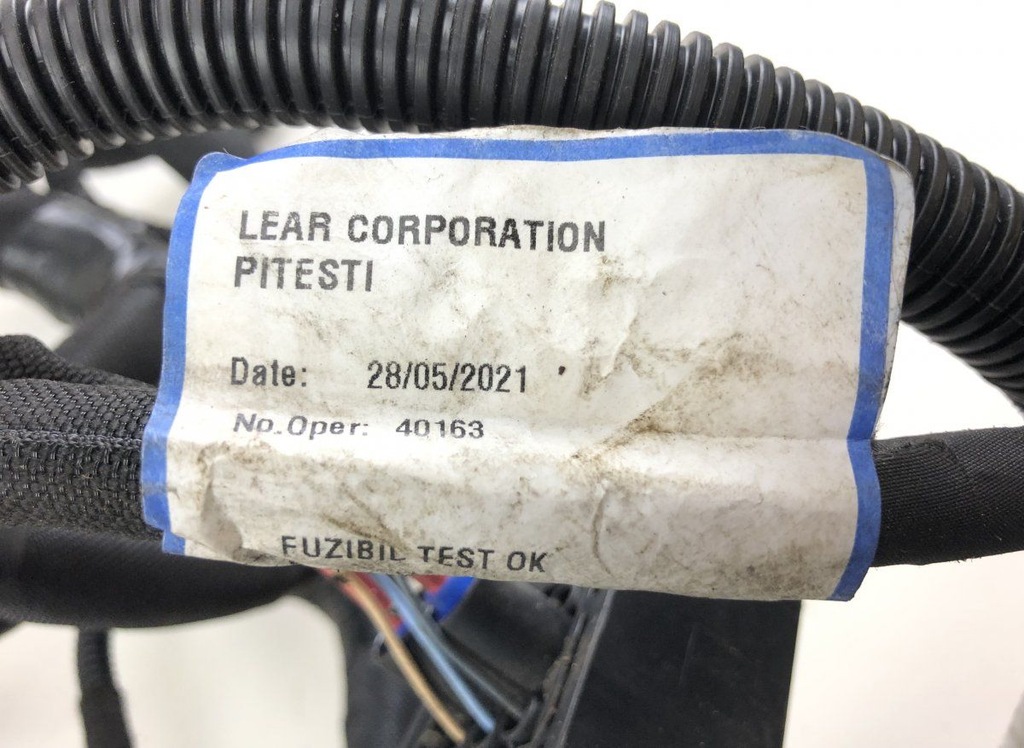 LEAR CORPORATION
PITESTI
Date: 28/05/2021
No.Oper: 40163
FUZIBIL TEST OK